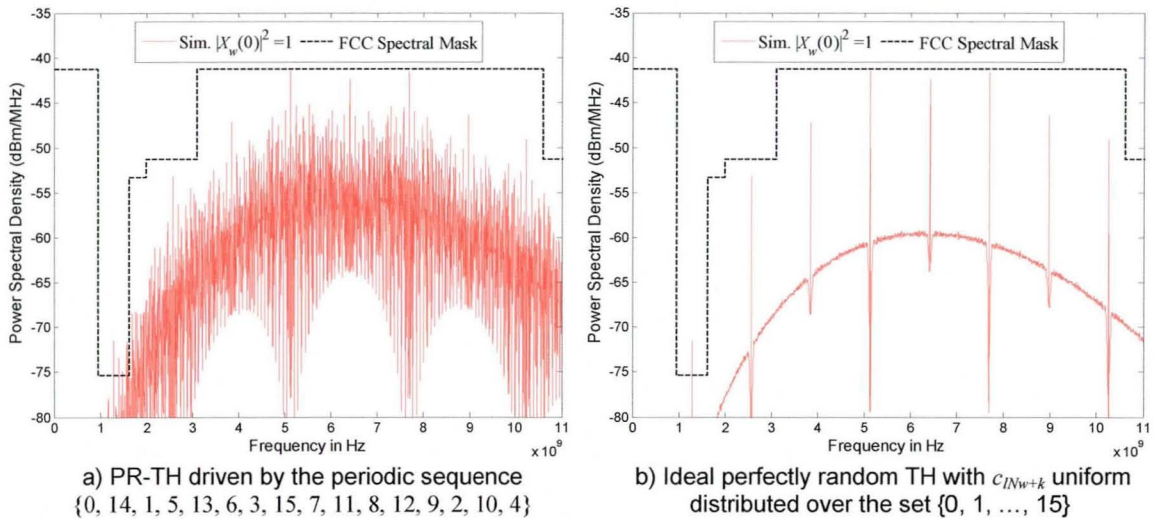 -35
Sim. |X_w(0)|² =1
FCC Spectral Mask
-40
-45
-50
-55
-60
-65
-70
-75
-80
Power Spectral Density (dBm/MHz)
0 1 2 3 4 5 6 7 8 9 10 11
Frequency in Hz
x 10⁹
a) PR-TH driven by the periodic sequence
{0, 14, 1, 5, 13, 6, 3, 15, 7, 11, 8, 12, 9, 2, 10, 4}
-35
Sim. |X_w(0)|² =1
FCC Spectral Mask
-40
-45
-50
-55
-60
-65
-70
-75
-80
Power Spectral Density (dBm/MHz)
0 1 2 3 4 5 6 7 8 9 10 11
Frequency in Hz
x 10⁹
b) Ideal perfectly random TH with c_{lNw+k} uniform
distributed over the set {0, 1, ..., 15}